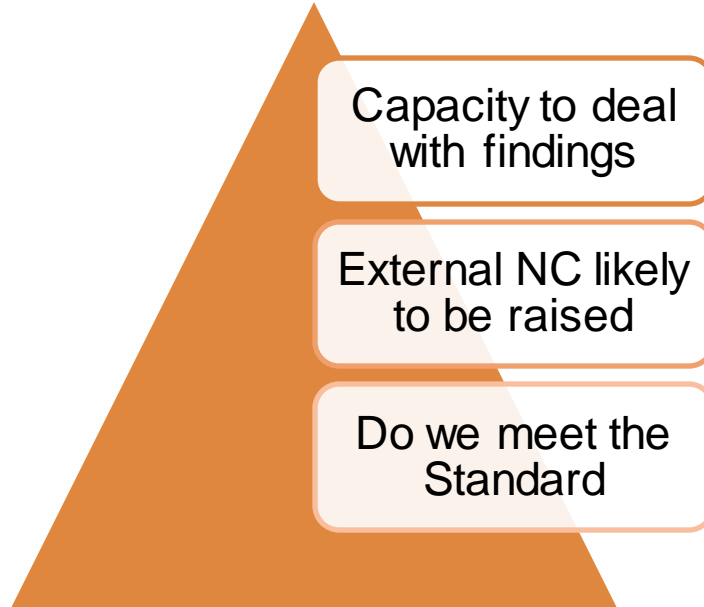 Capacity to deal
with findings
External NC likely
to be raised
Do we meet the
Standard